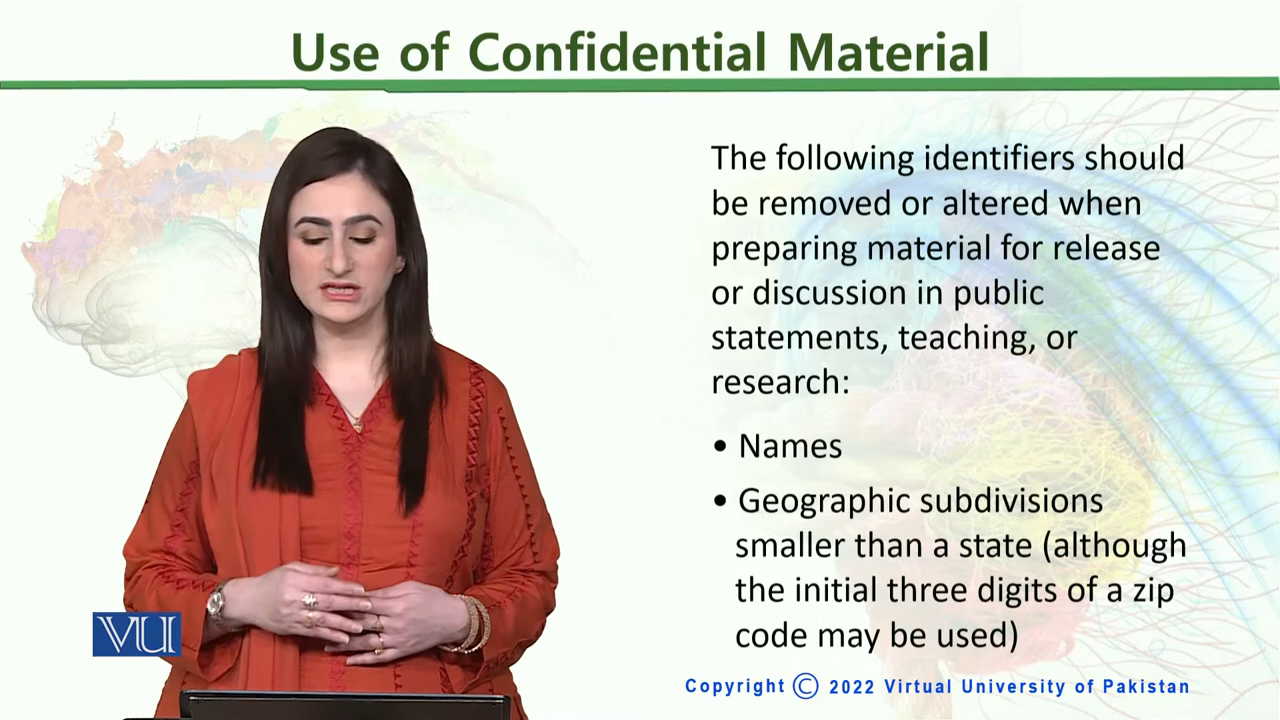 Use of Confidential Material
The following identifiers should
be removed or altered when
preparing material for release
or discussion in public
statements, teaching, or
research:
• Names
• Geographic subdivisions
smaller than a state (although
the initial three digits of a zip
code may be used)
VU
Copyright © 2022 Virtual University of Pakistan